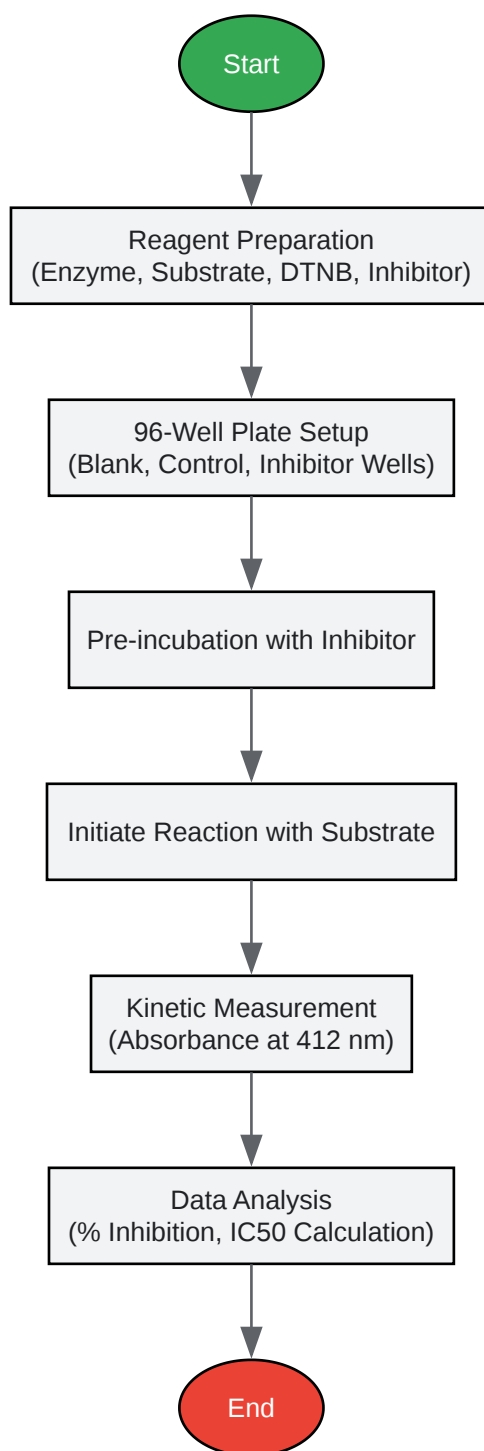 Start
Reagent Preparation
(Enzyme, Substrate, DTNB, Inhibitor)
96-Well Plate Setup
(Blank, Control, Inhibitor Wells)
Pre-incubation with Inhibitor
Initiate Reaction with Substrate
Kinetic Measurement
(Absorbance at 412 nm)
Data Analysis
(% Inhibition, IC50 Calculation)
End